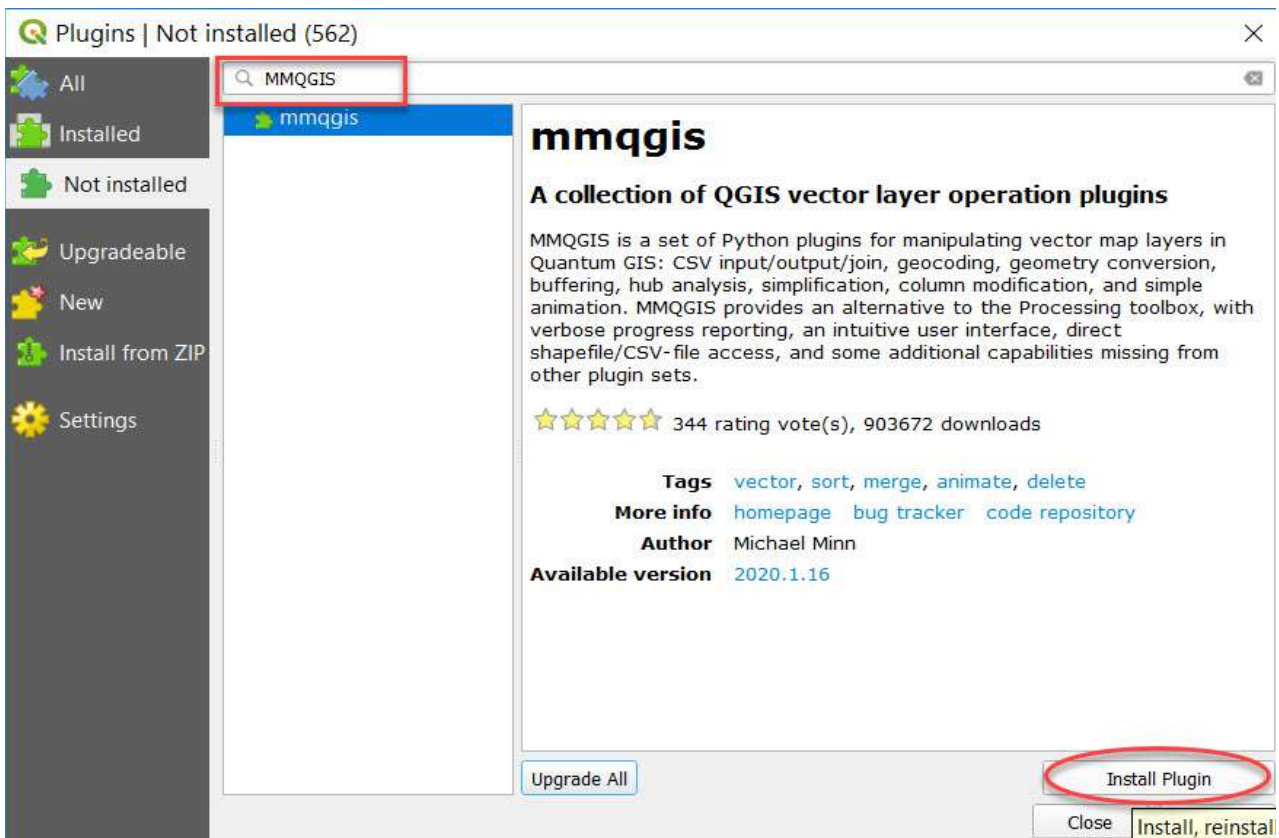 Plugins | Not installed (562)
All
Installed
Not installed
Upgradeable
New
Install from ZIP
Settings
MMQGIS
mmqgis
mmqgis
A collection of QGIS vector layer operation plugins
MMQGIS is a set of Python plugins for manipulating vector map layers in
Quantum GIS: CSV input/output/join, geocoding, geometry conversion,
buffering, hub analysis, simplification, column modification, and simple
animation. MMQGIS provides an alternative to the Processing toolbox, with
verbose progress reporting, an intuitive user interface, direct
shapefile/CSV-file access, and some additional capabilities missing from
other plugin sets.
344 rating vote(s), 903672 downloads
Tags vector, sort, merge, animate, delete
More info homepage bug tracker code repository
Author Michael Minn
Available version 2020.1.16
Upgrade All Install Plugin
Close Install, reinstal